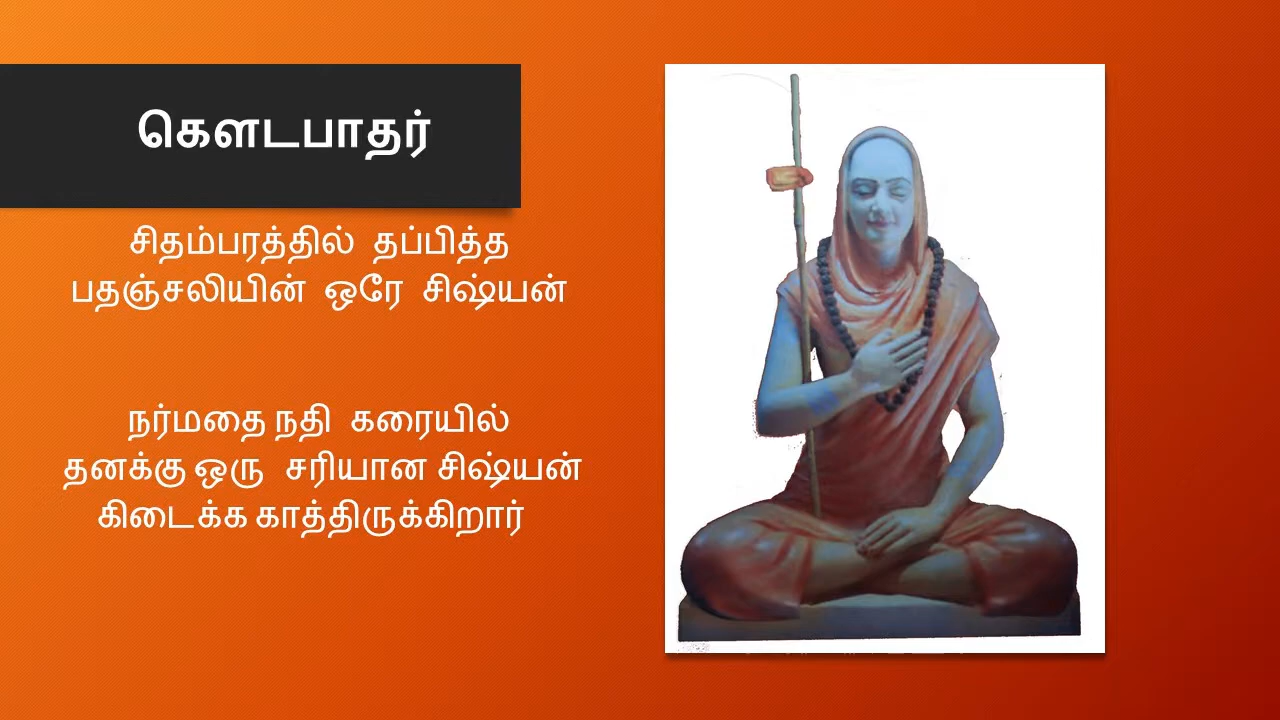 கௌடபாதர்
சிதம்பரத்தில் தப்பித்த
பதஞ்சலியின் ஒரே சிஷ்யன்
நர்மதை நதி கரையில்
தனக்கு ஒரு சரியான சிஷ்யன்
கிடைக்க காத்திருக்கிறார்